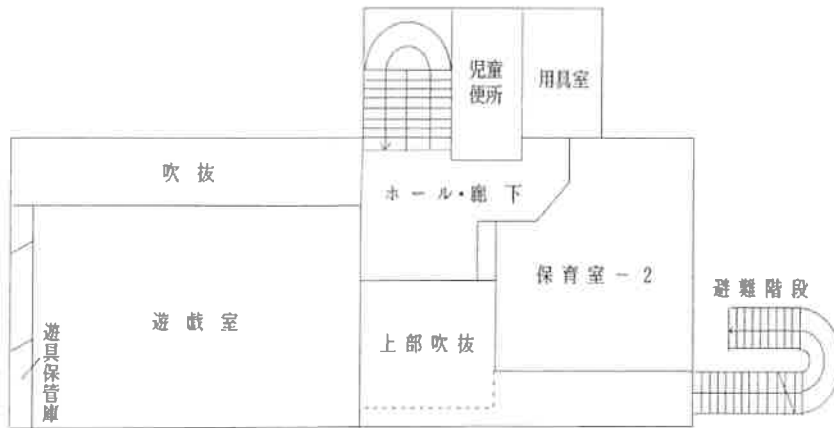 児童
便所
用具室
吹抜
ホール・廊下
保育室－2
避難階段
遊戯室
上部吹抜
遊具保管庫